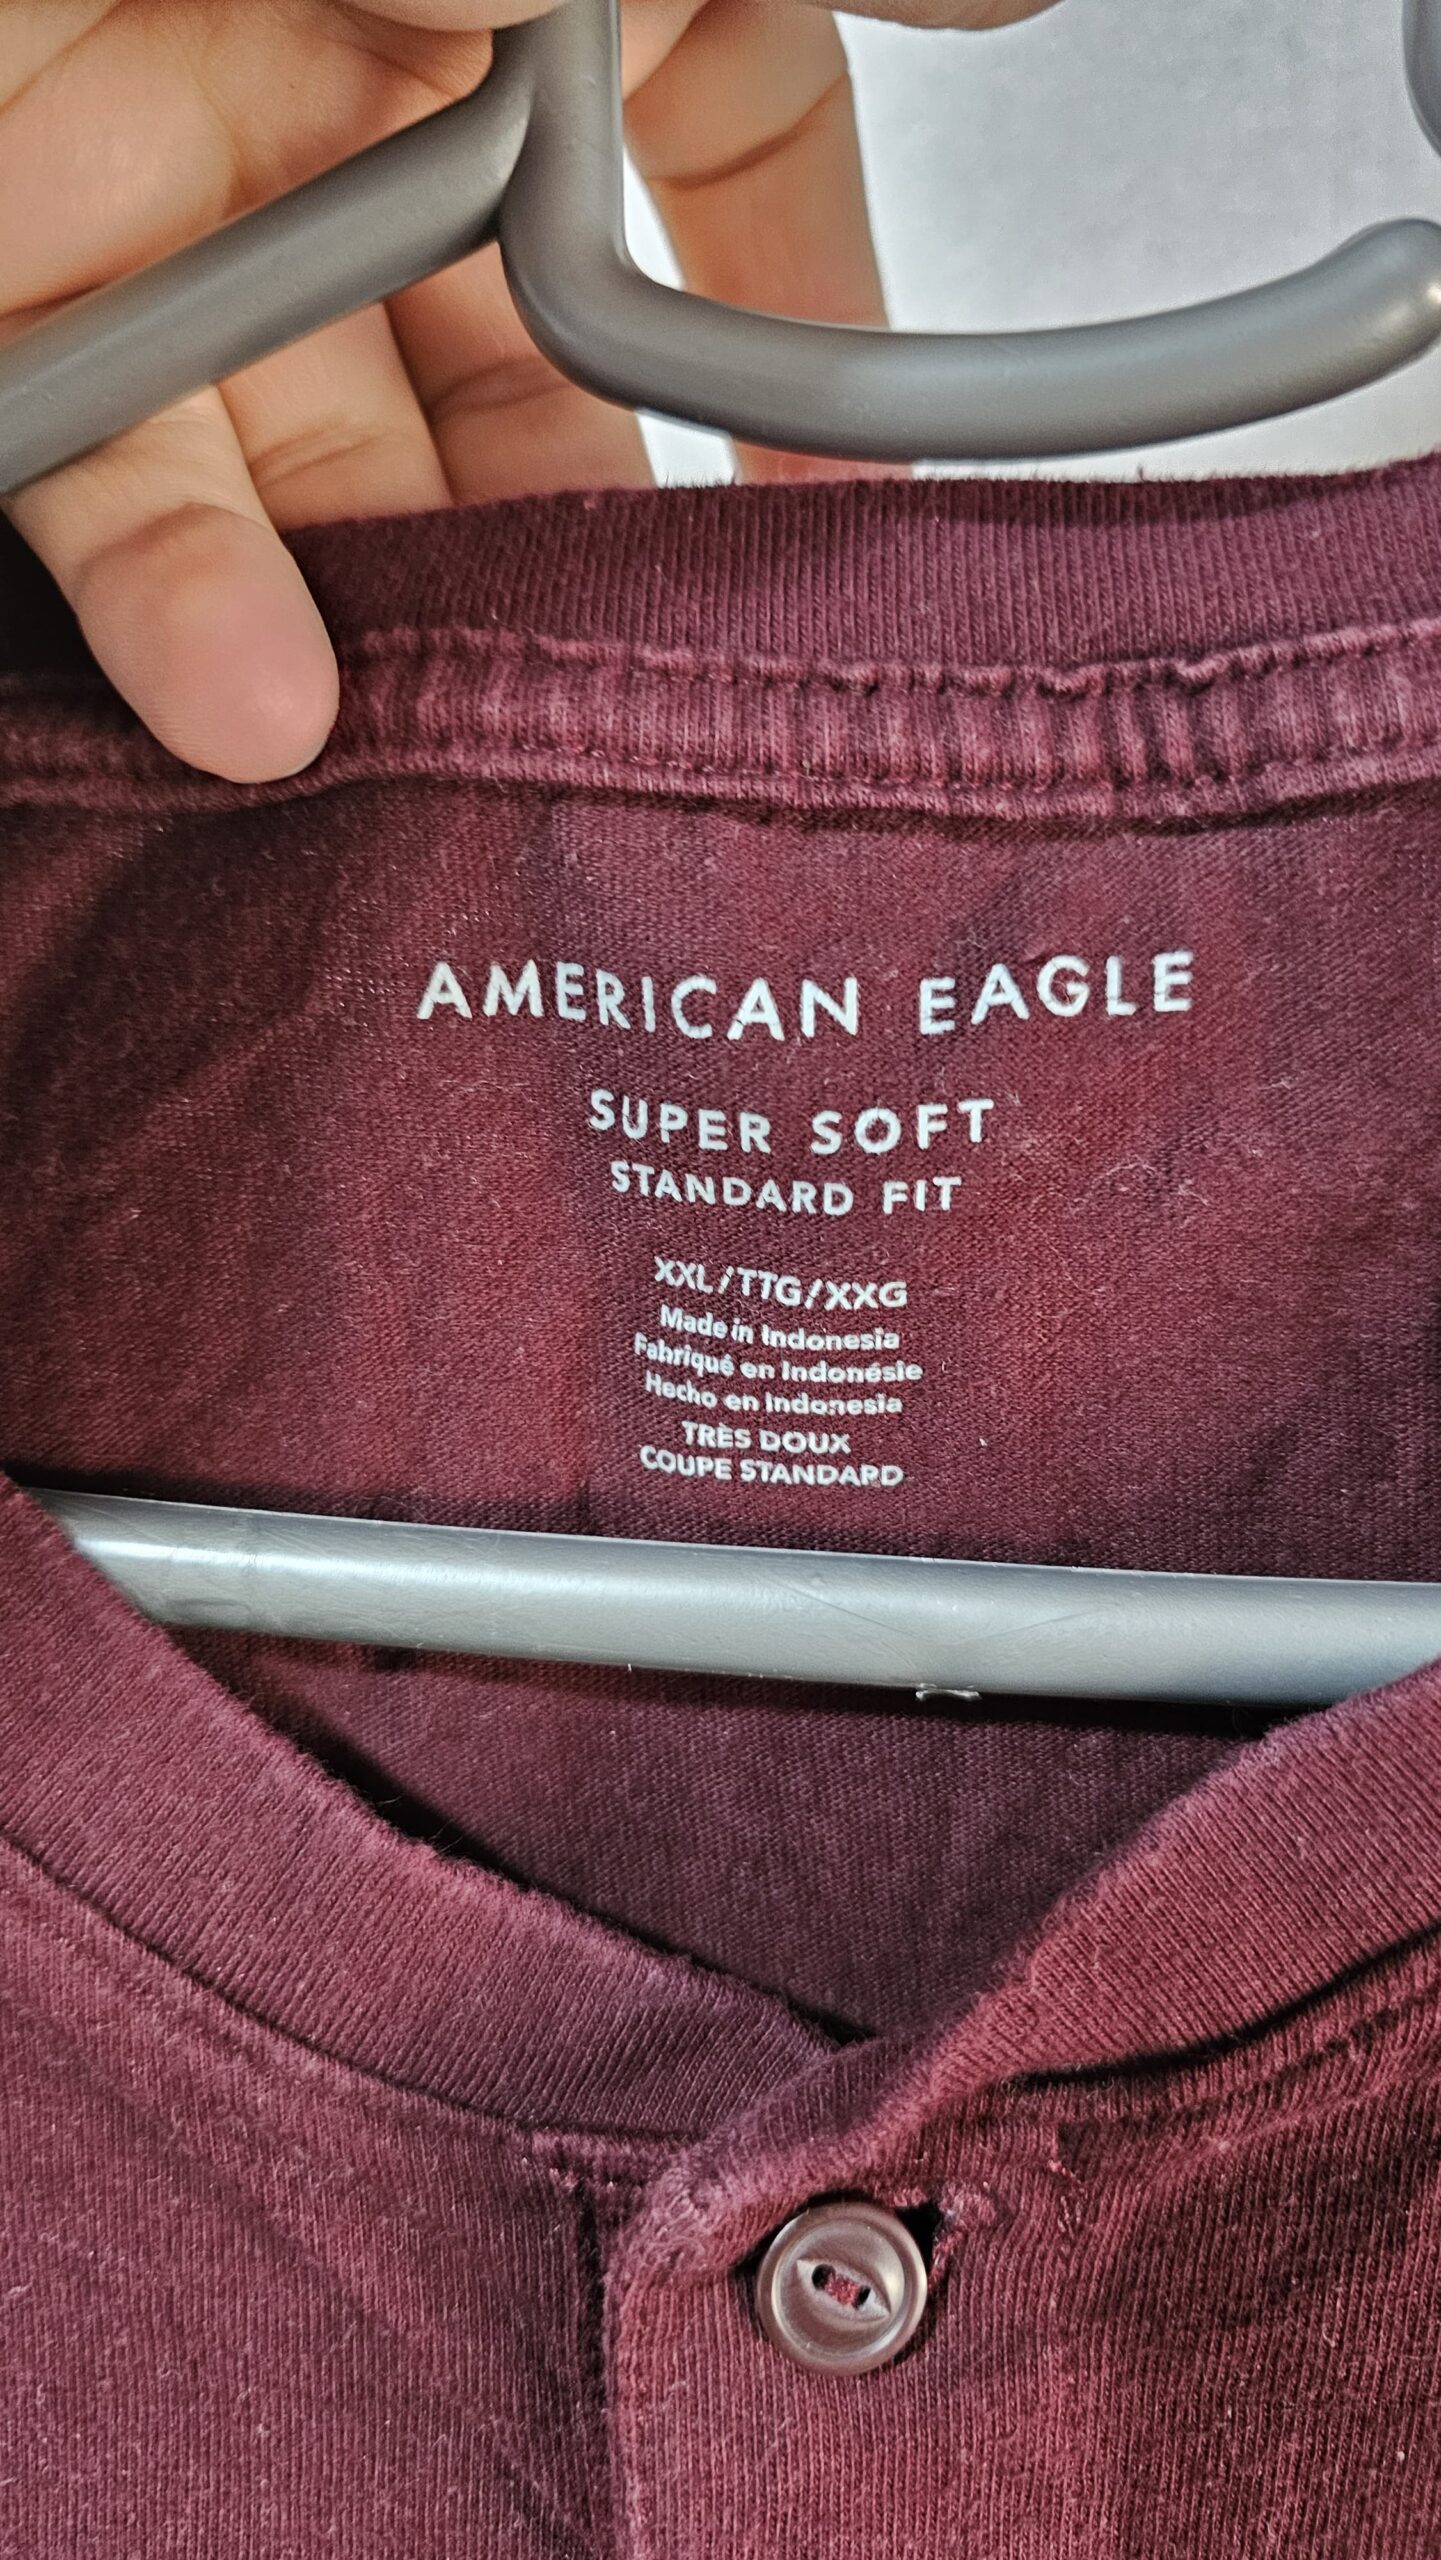 AMERICAN EAGLE
SUPER SOFT
STANDARD FIT
XXL/TTG/XXG
Made in Indonesia
Fabriqué en Indonésie
Hecho en Indonesia
TRÈS DOUX
COUPE STANDARD